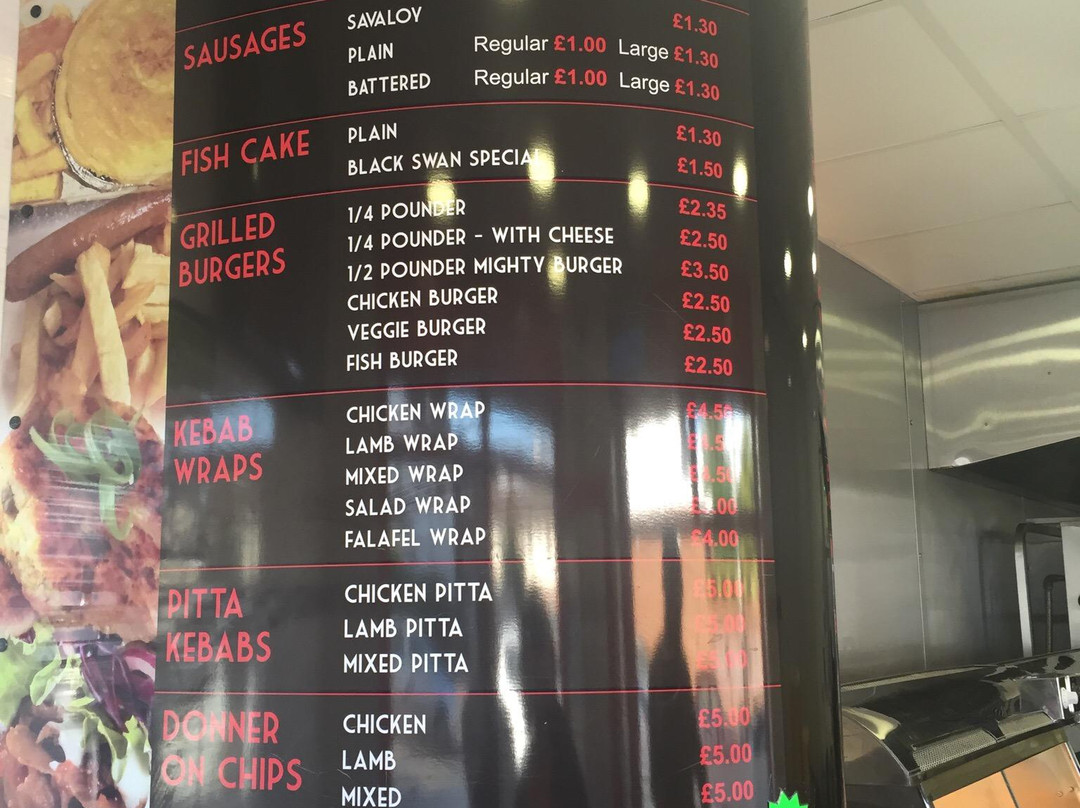 SAUSAGES
SAVALOY £1.30
PLAIN Regular £1.00 Large £1.30
BATTERED Regular £1.00 Large £1.30
FISH CAKE
PLAIN £1.30
BLACK SWAN SPECIAL £1.50
GRILLED
BURGERS
1/4 POUNDER £2.35
1/4 POUNDER - WITH CHEESE £2.50
1/2 POUNDER MIGHTY BURGER £3.50
CHICKEN BURGER £2.50
VEGGIE BURGER £2.50
FISH BURGER £2.50
KEBAB
WRAPS
CHICKEN WRAP £4.50
LAMB WRAP
MIXED WRAP
SALAD WRAP
FALAFEL WRAP £4.00
PITTA
KEBABS
CHICKEN PITTA £5.00
LAMB PITTA
MIXED PITTA
DONNER
ON CHIPS
CHICKEN £5.00
LAMB £5.00
MIXED £5.00